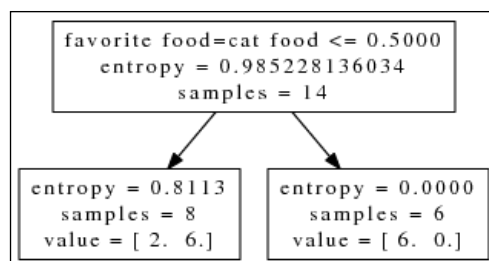 favorite food=cat food <= 0.5000
entropy = 0.985228136034
samples = 14
entropy = 0.8113
samples = 8
value = [ 2. 6.]
entropy = 0.0000
samples = 6
value = [ 6. 0.]